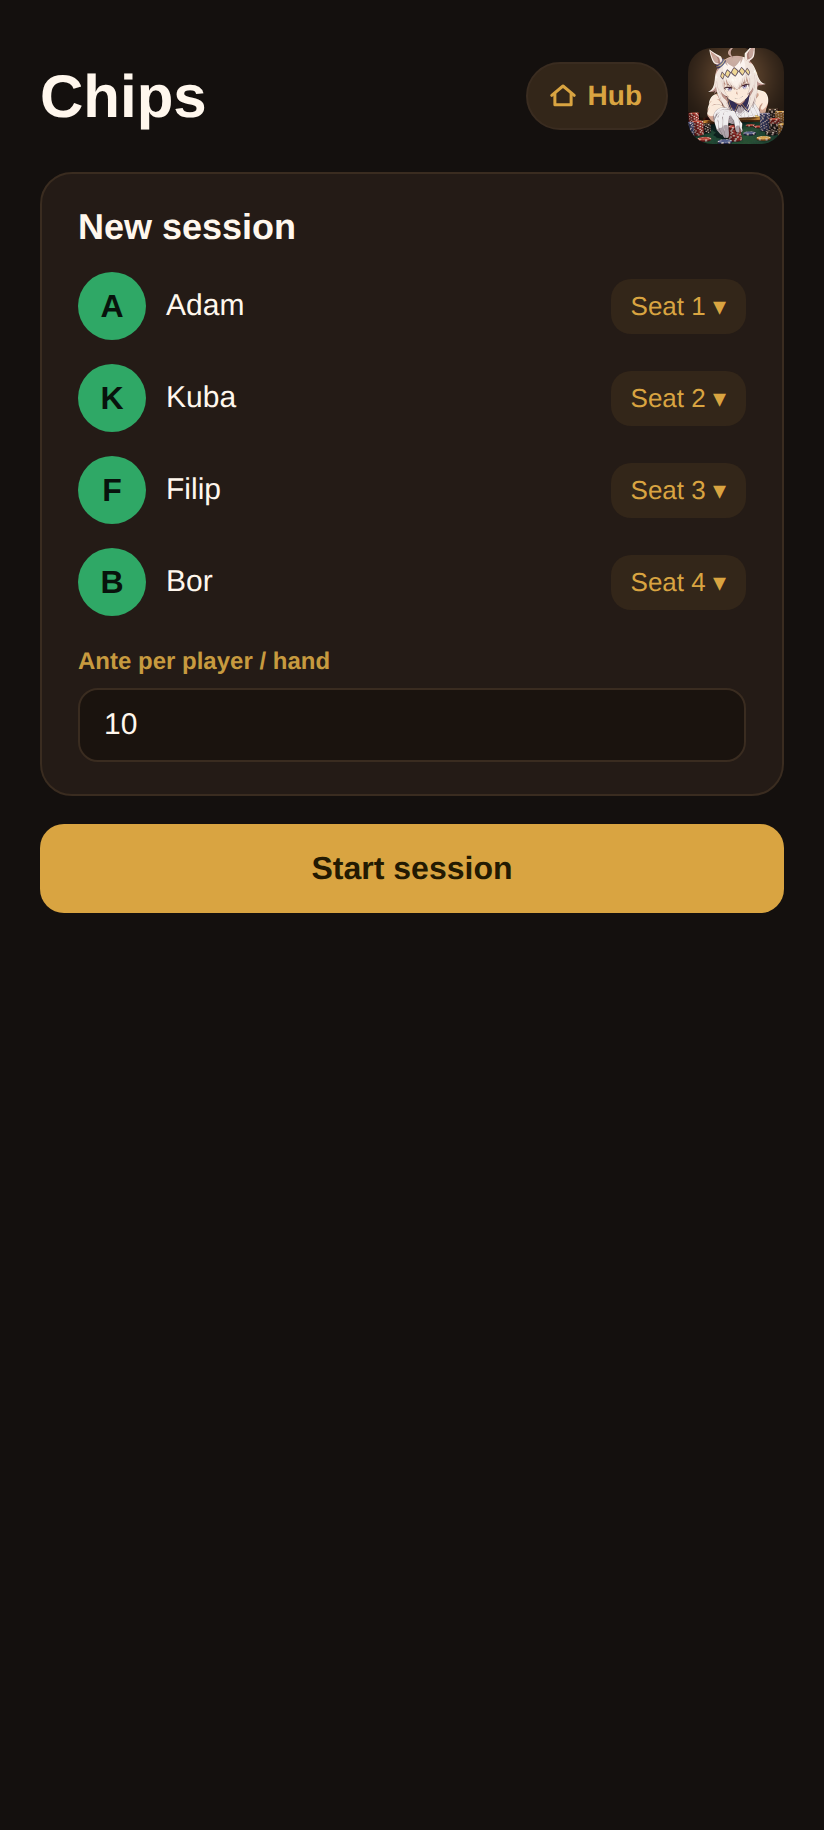 Chips
Hub
New session
A Adam Seat 1 ▾
K Kuba Seat 2 ▾
F Filip Seat 3 ▾
B Bor Seat 4 ▾
Ante per player / hand
10
Start session